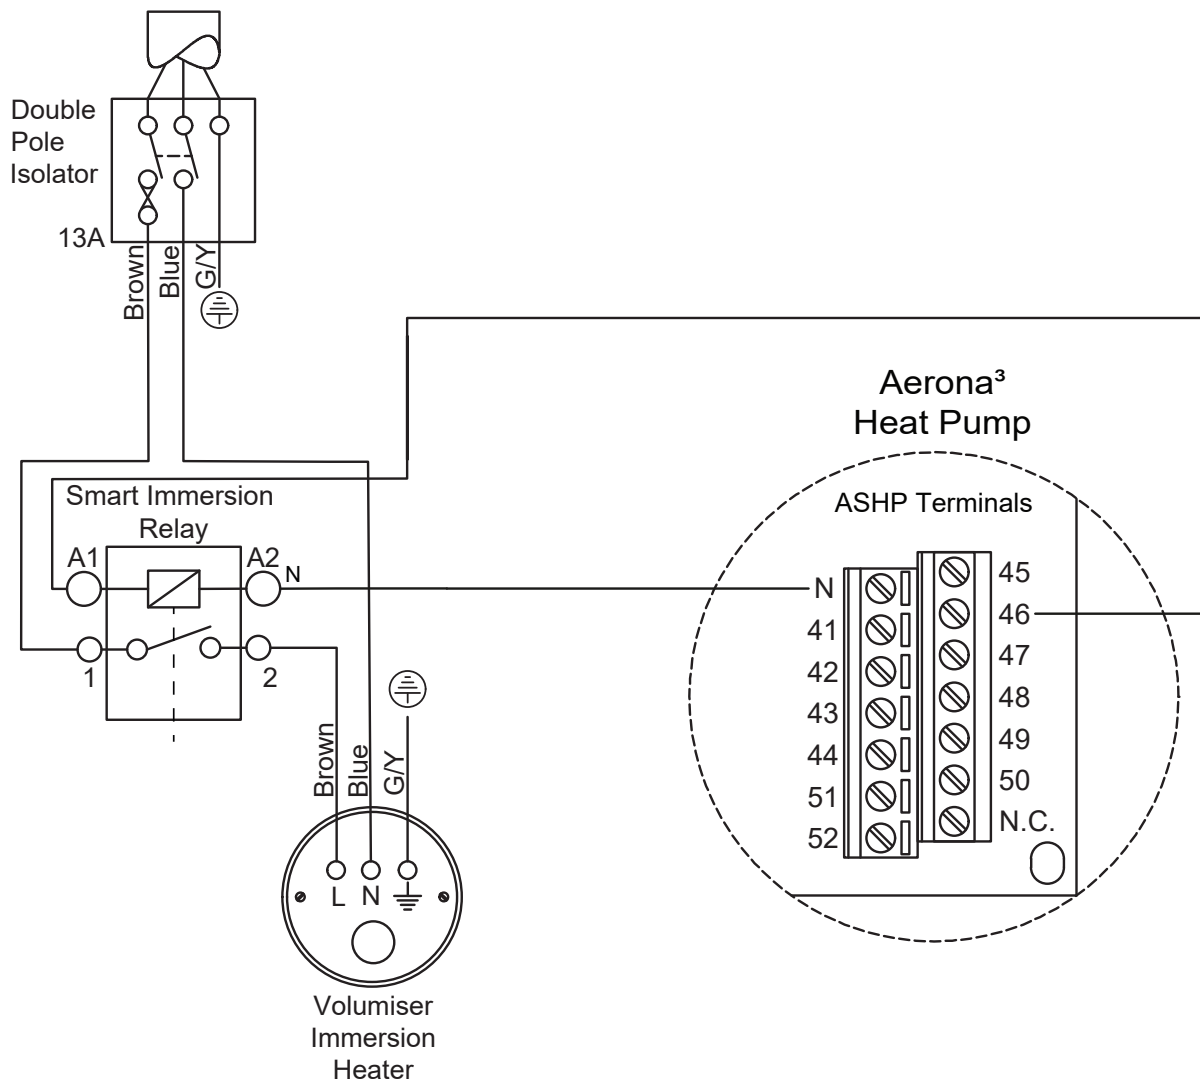 Double
Pole
Isolator
13A
Brown
Blue
G/Y
Aerona³
Heat Pump
ASHP Terminals
Smart Immersion
Relay
A1
A2
N
1
2
N
41
42
43
44
51
52
45
46
47
48
49
50
N.C.
Brown
Blue
G/Y
L
N
Volumiser
Immersion
Heater